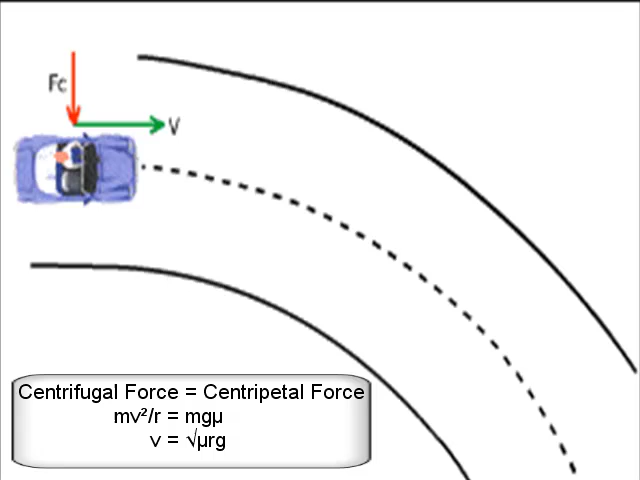 Fc
V
Centrifugal Force = Centripetal Force
mv²/r = mgµ
v = √µrg